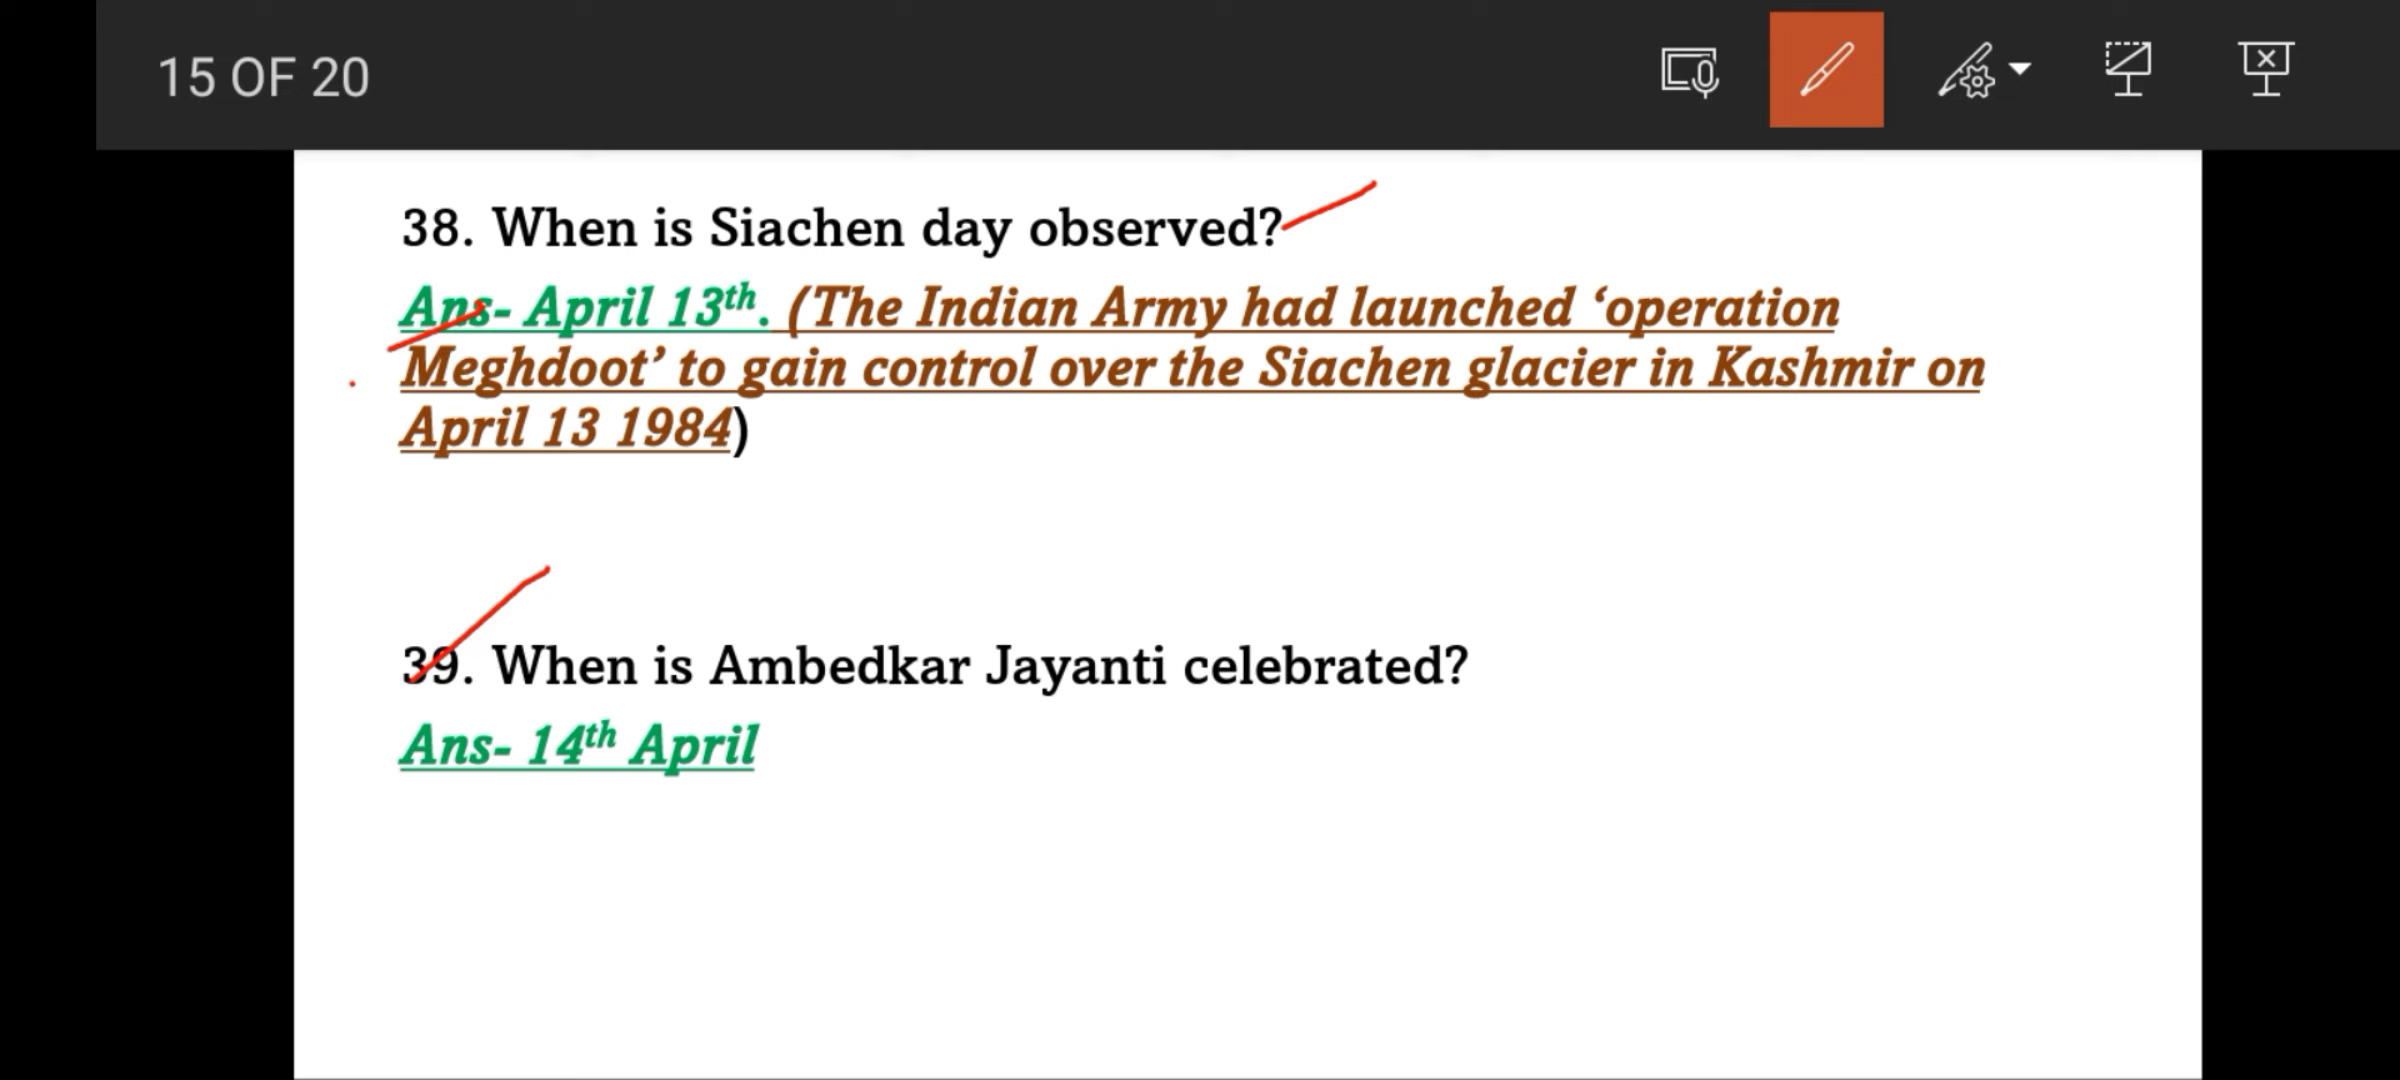 15 OF 20
38. When is Siachen day observed?
Ans- April 13th. (The Indian Army had launched ‘operation
Meghdoot’ to gain control over the Siachen glacier in Kashmir on
April 13 1984)
39. When is Ambedkar Jayanti celebrated?
Ans- 14th April